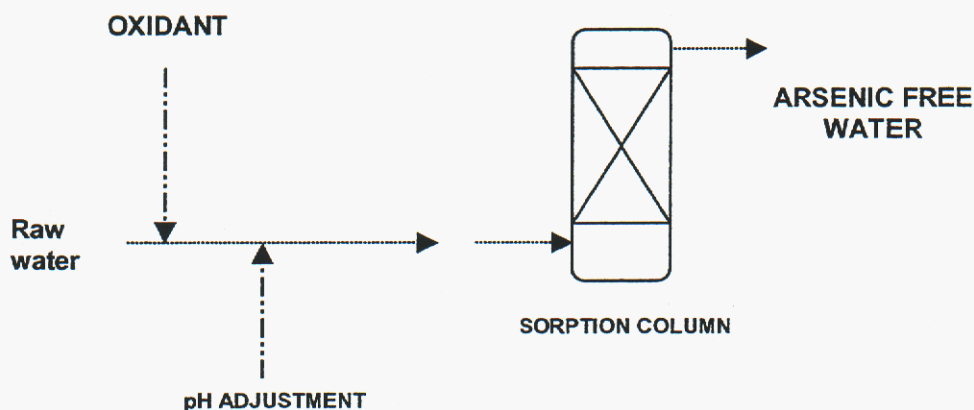 OXIDANT
ARSENIC FREE
WATER
Raw
water
SORPTION COLUMN
pH ADJUSTMENT